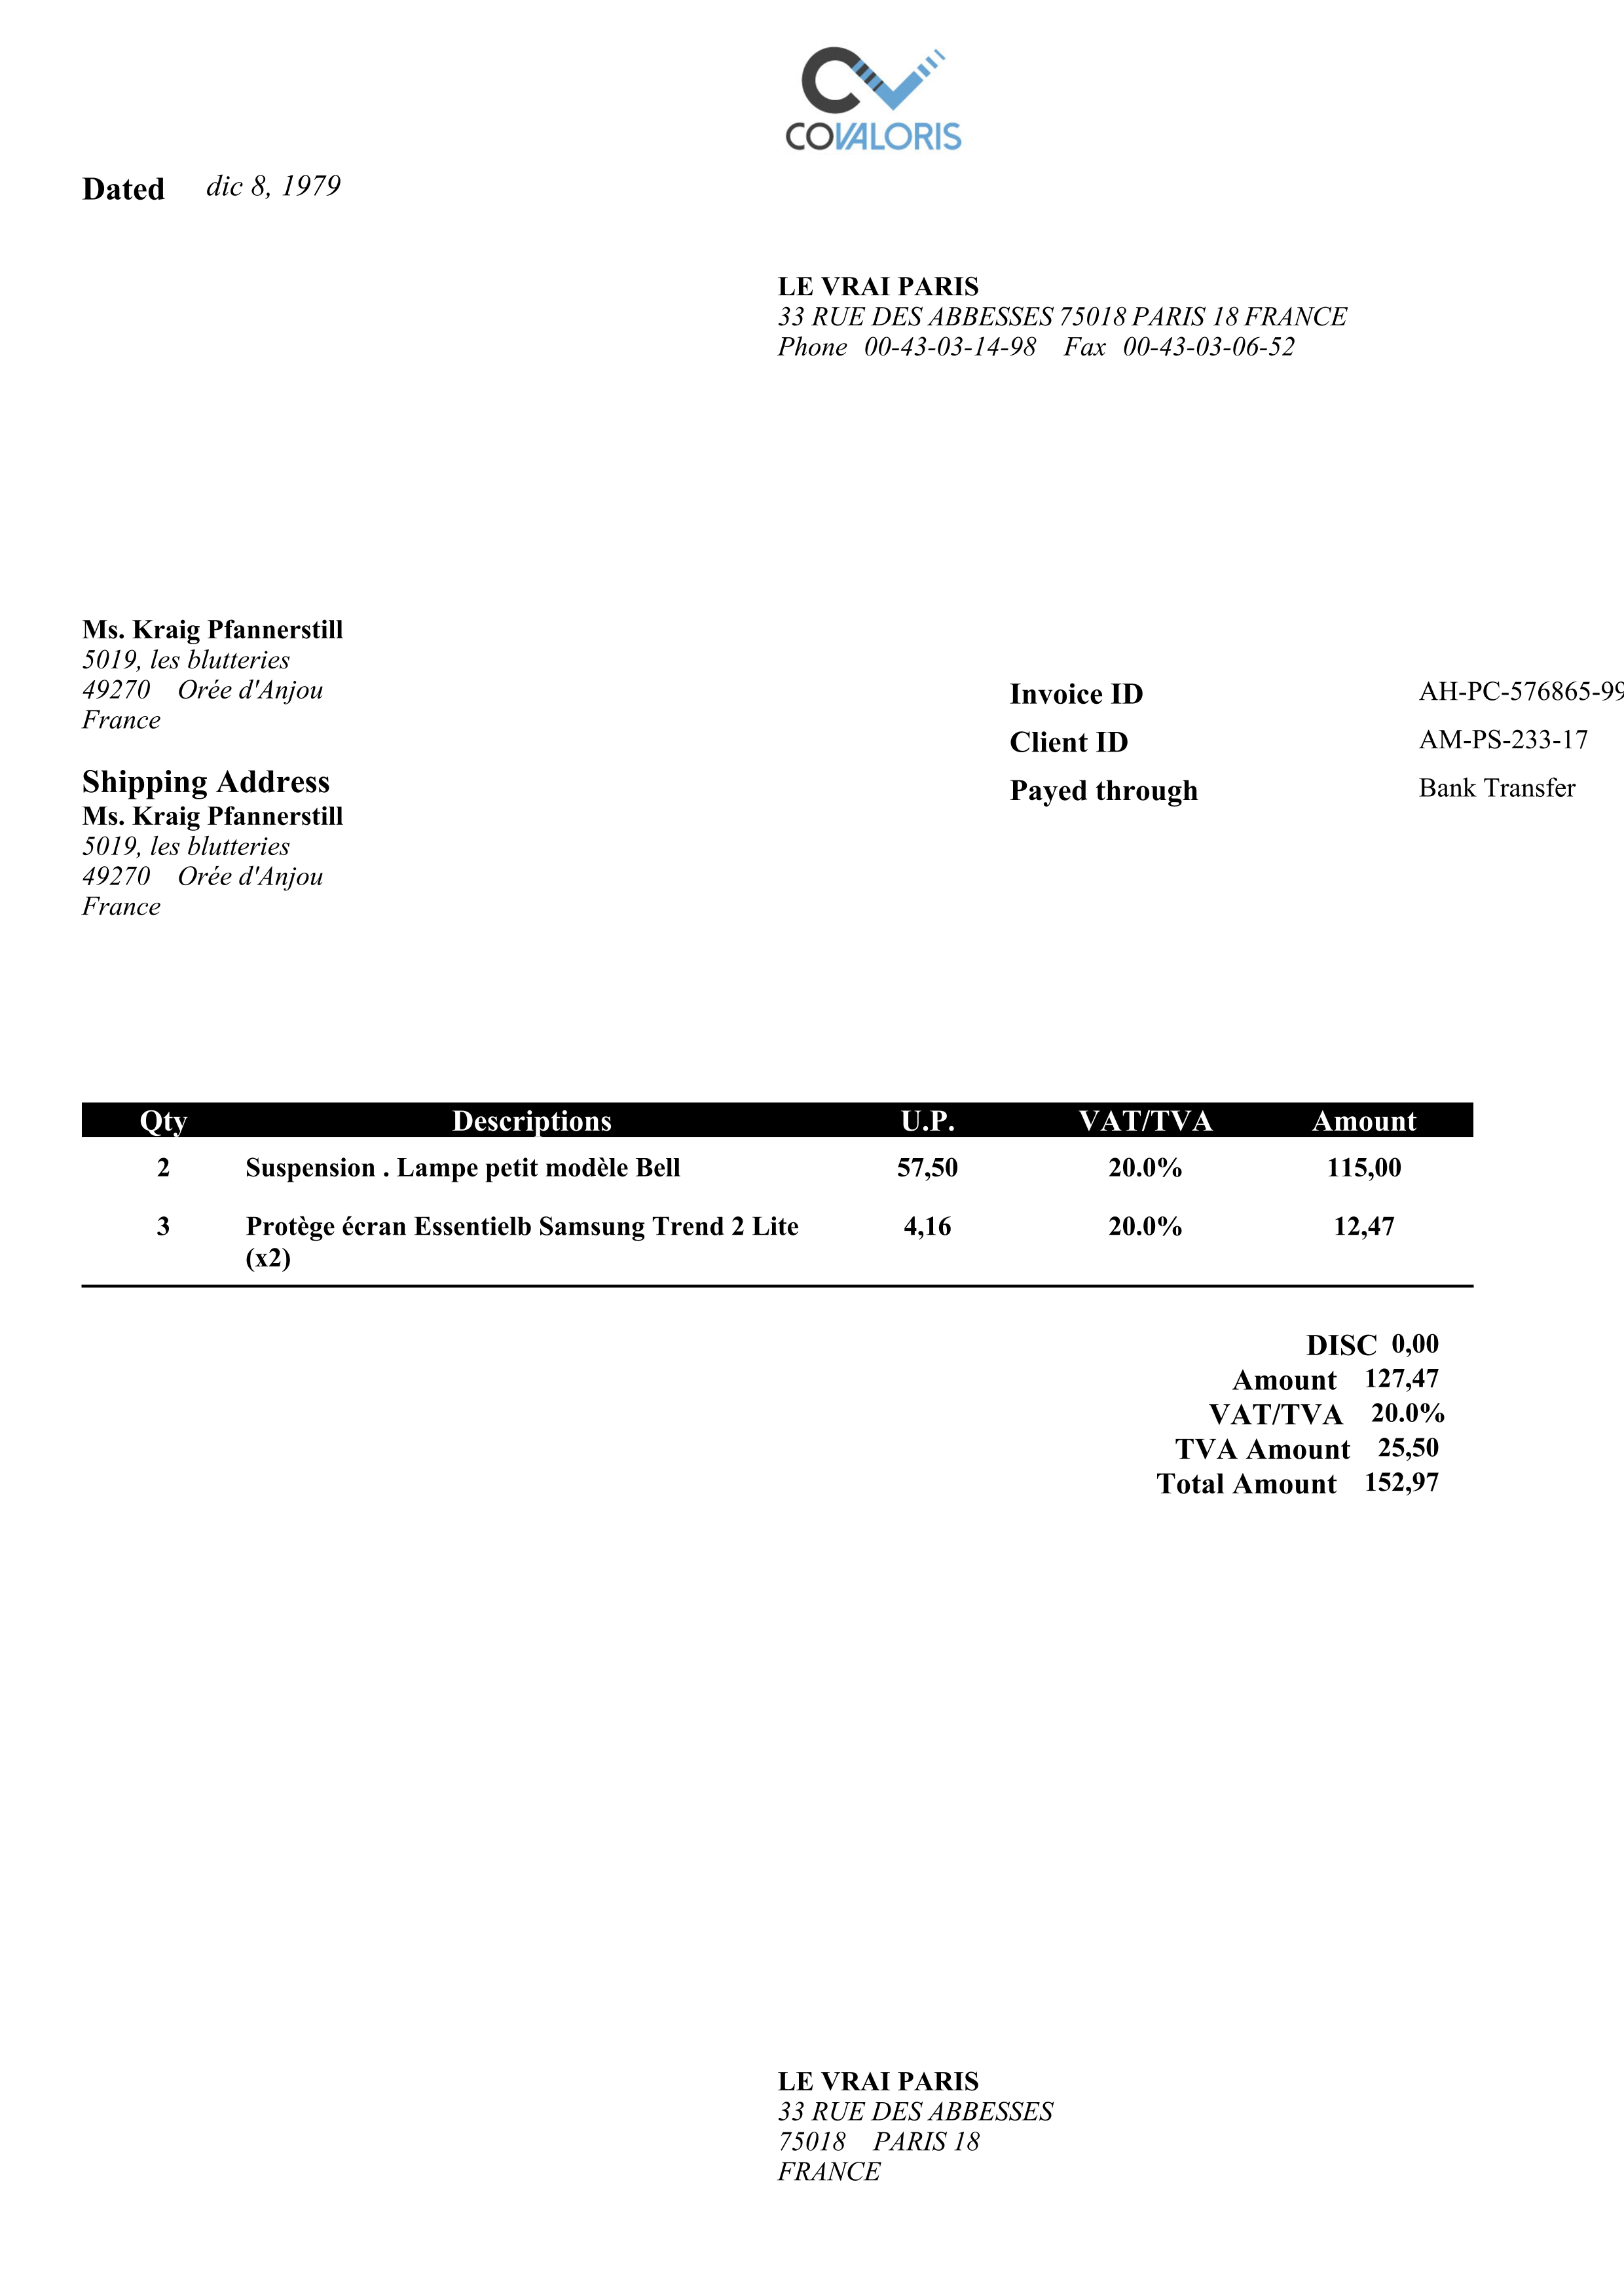 COVALORIS
Dated dic 8, 1979
LE VRAI PARIS
33 RUE DES ABBESSES 75018 PARIS 18 FRANCE
Phone 00-43-03-14-98 Fax 00-43-03-06-52
Ms. Kraig Pfannerstill
5019, les blutteries
49270 Orée d'Anjou
France
Invoice ID AH-PC-576865-99
Client ID AM-PS-233-17
Payed through Bank Transfer
Shipping Address
Ms. Kraig Pfannerstill
5019, les blutteries
49270 Orée d'Anjou
France
Qty Descriptions U.P. VAT/TVA Amount
2 Suspension . Lampe petit modèle Bell 57,50 20.0% 115,00
3 Protège écran Essentielb Samsung Trend 2 Lite 4,16 20.0% 12,47
(x2)
DISC 0,00
Amount 127,47
VAT/TVA 20.0%
TVA Amount 25,50
Total Amount 152,97
LE VRAI PARIS
33 RUE DES ABBESSES
75018 PARIS 18
FRANCE